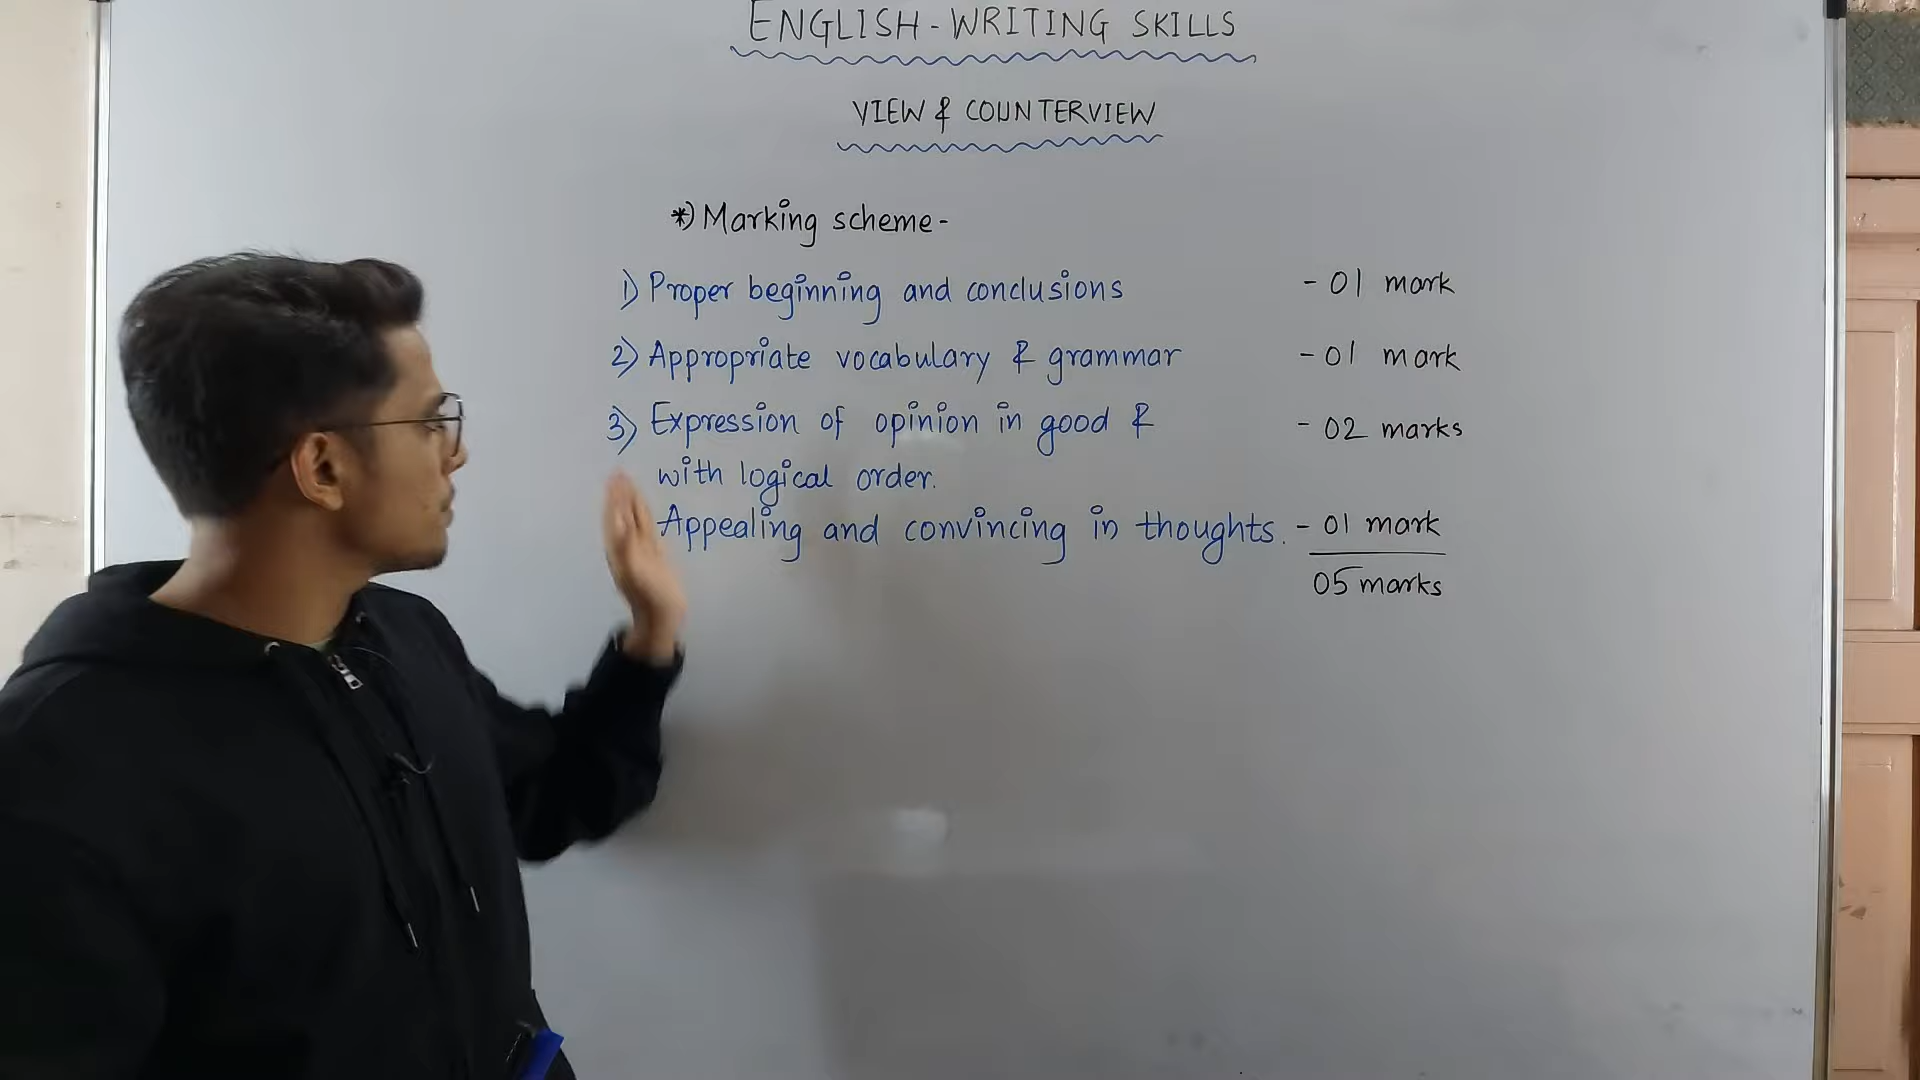 ENGLISH - WRITING SKILLS
VIEW & COUNTERVIEW
*) Marking scheme -
1) Proper beginning and conclusions - 01 mark
2) Appropriate vocabulary & grammar - 01 mark
3) Expression of opinion in good & - 02 marks
with logical order.
Appealing and convincing in thoughts. - 01 mark
05 marks